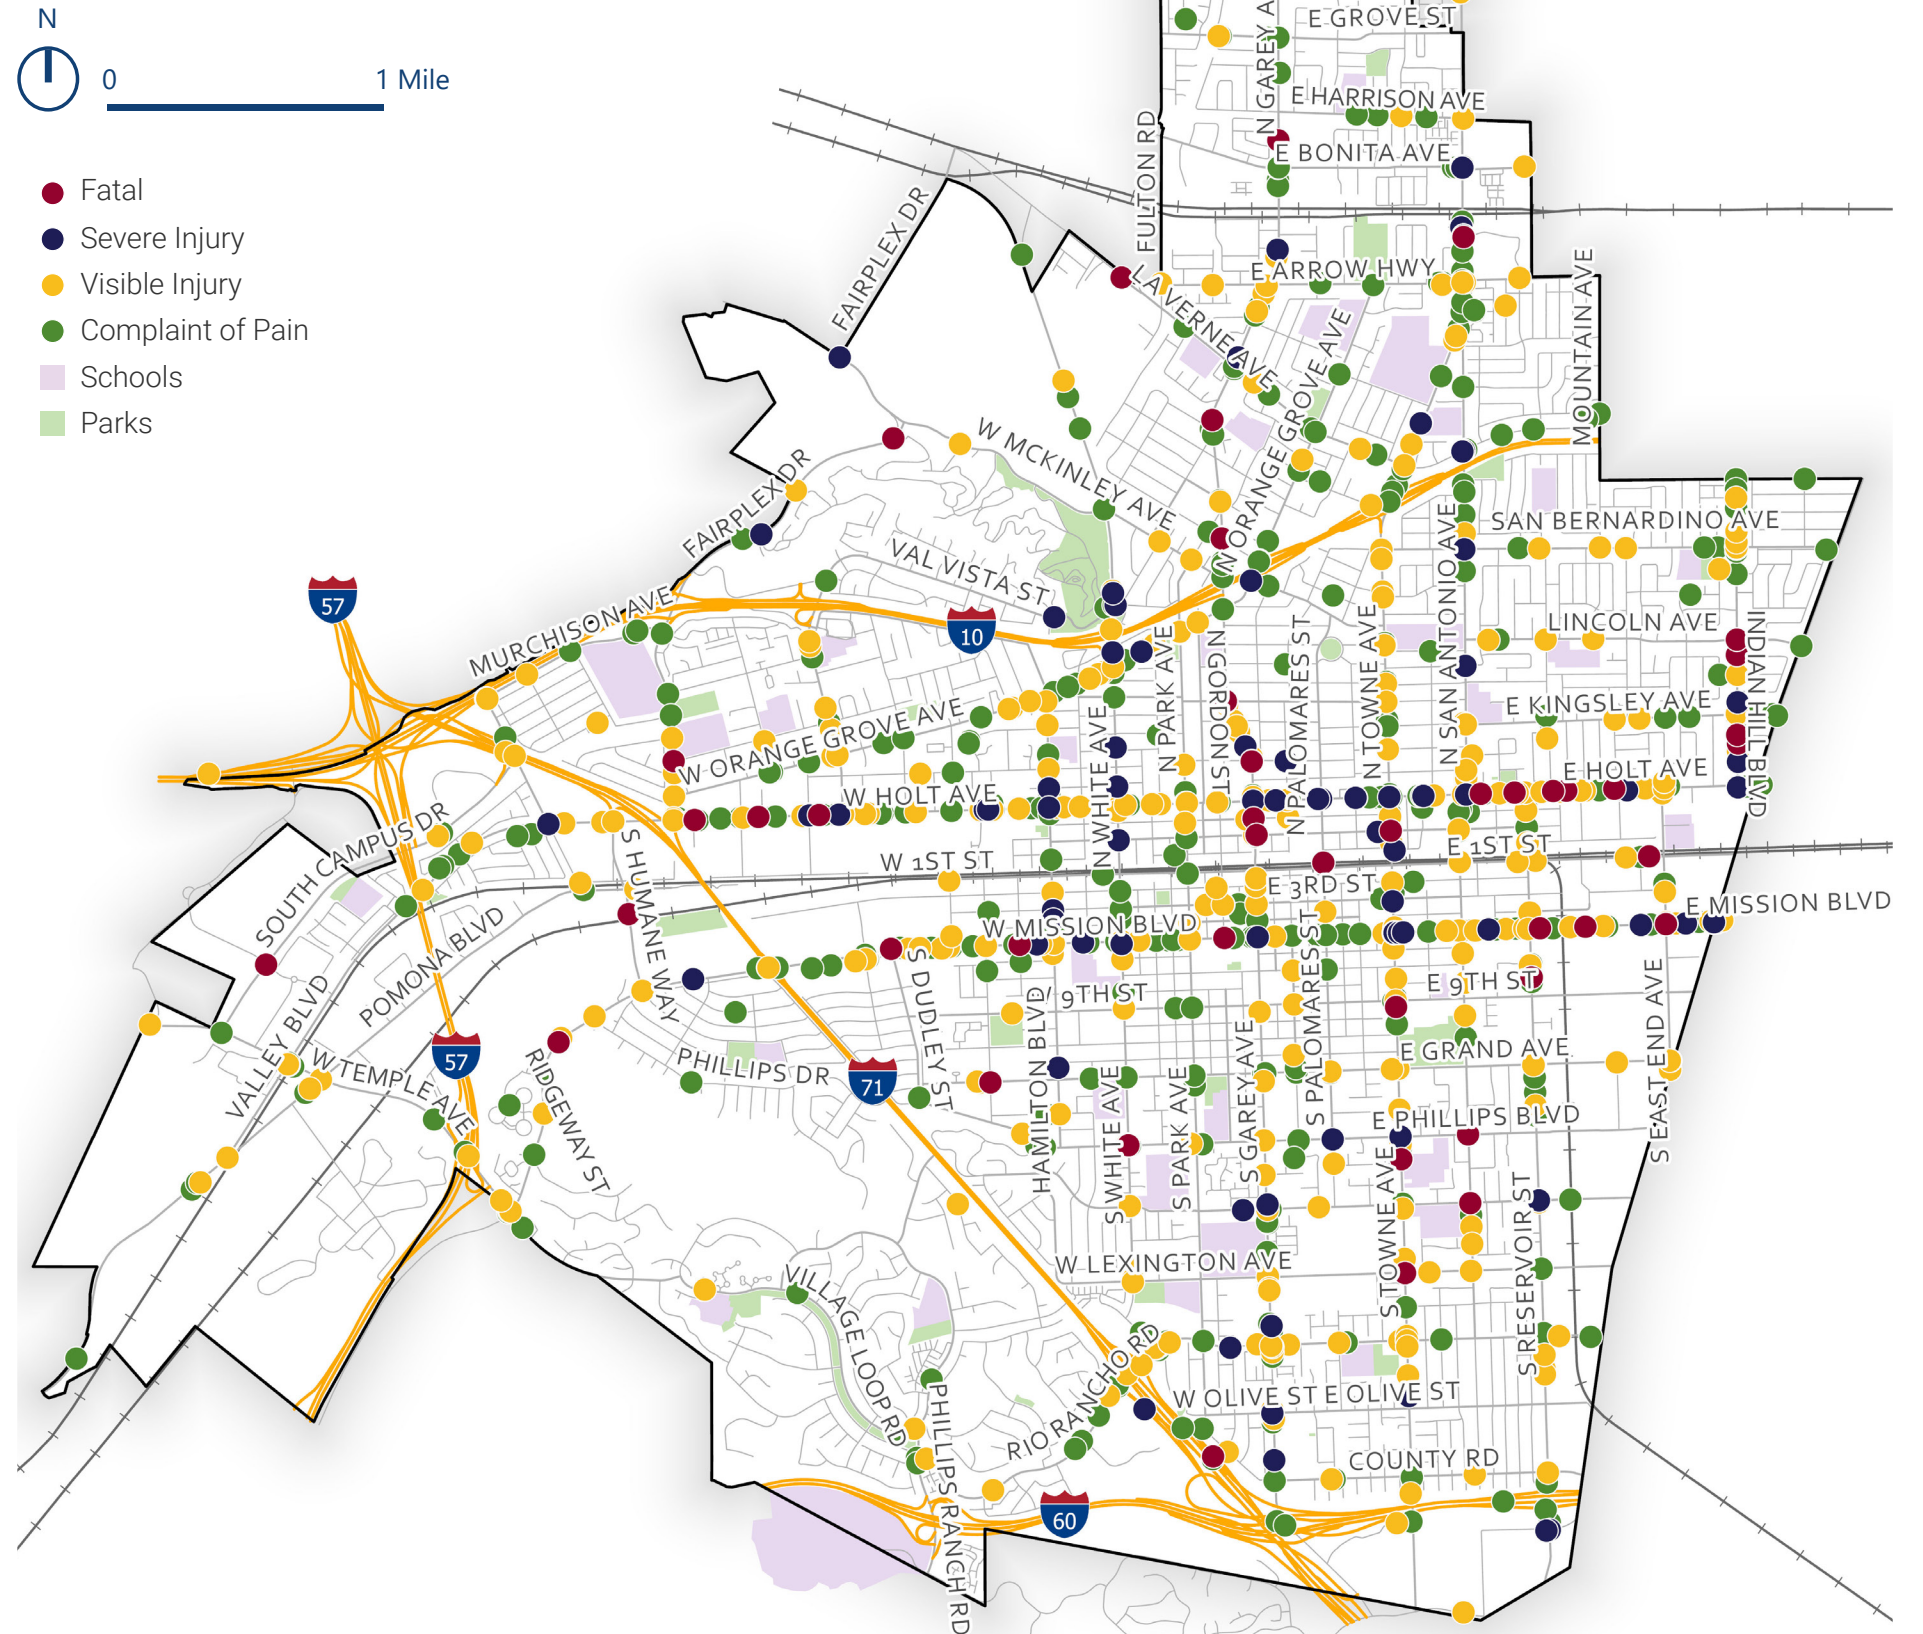 N
0 1 Mile
Fatal
Severe Injury
Visible Injury
Complaint of Pain
Schools
Parks
E GROVE ST
N GAREY A
E HARRISON AVE
E BONITA AVE
FULTON RD
FAIRPLEX DR
E ARROW HWY
LA VERNE AVE
MOUNTAIN AVE
N ORANGE GROVE AVE
W MCKINLEY AVE
FAIRPLEX DR
SAN BERNARDINO AVE
VAL VISTA ST
57
MURCHISON AVE
10
LINCOLN AVE
N PARK AVE
N GORDON ST
N PALOMARES ST
N TOWNE AVE
N SAN ANTONIO AVE
INDIAN HILL BLVD
E KINGSLEY AVE
W ORANGE GROVE AVE
N WHITE AVE
E HOLT AVE
W HOLT AVE
SOUTH CAMPUS DR
S HUMANE WAY
W 1ST ST
E 1ST ST
E 3RD ST
E MISSION BLVD
W MISSION BLVD
POMONA BLVD
VALLEY BLVD
S DUDLEY ST
W 9TH ST
E 9TH ST
S PALOMARES ST
57
W TEMPLE AVE
RIDGEWAY ST
PHILLIPS DR
71
HAMILTON BLVD
S WHITE AVE
S PARK AVE
S GAREY AVE
E GRAND AVE
E PHILLIPS BLVD
S EAST END AVE
S TOWNE AVE
S RESERVOIR ST
W LEXINGTON AVE
VILLAGE LOOP RD
RIO RANCHO RD
W OLIVE ST E OLIVE ST
PHILLIPS RANCH RD
COUNTY RD
60